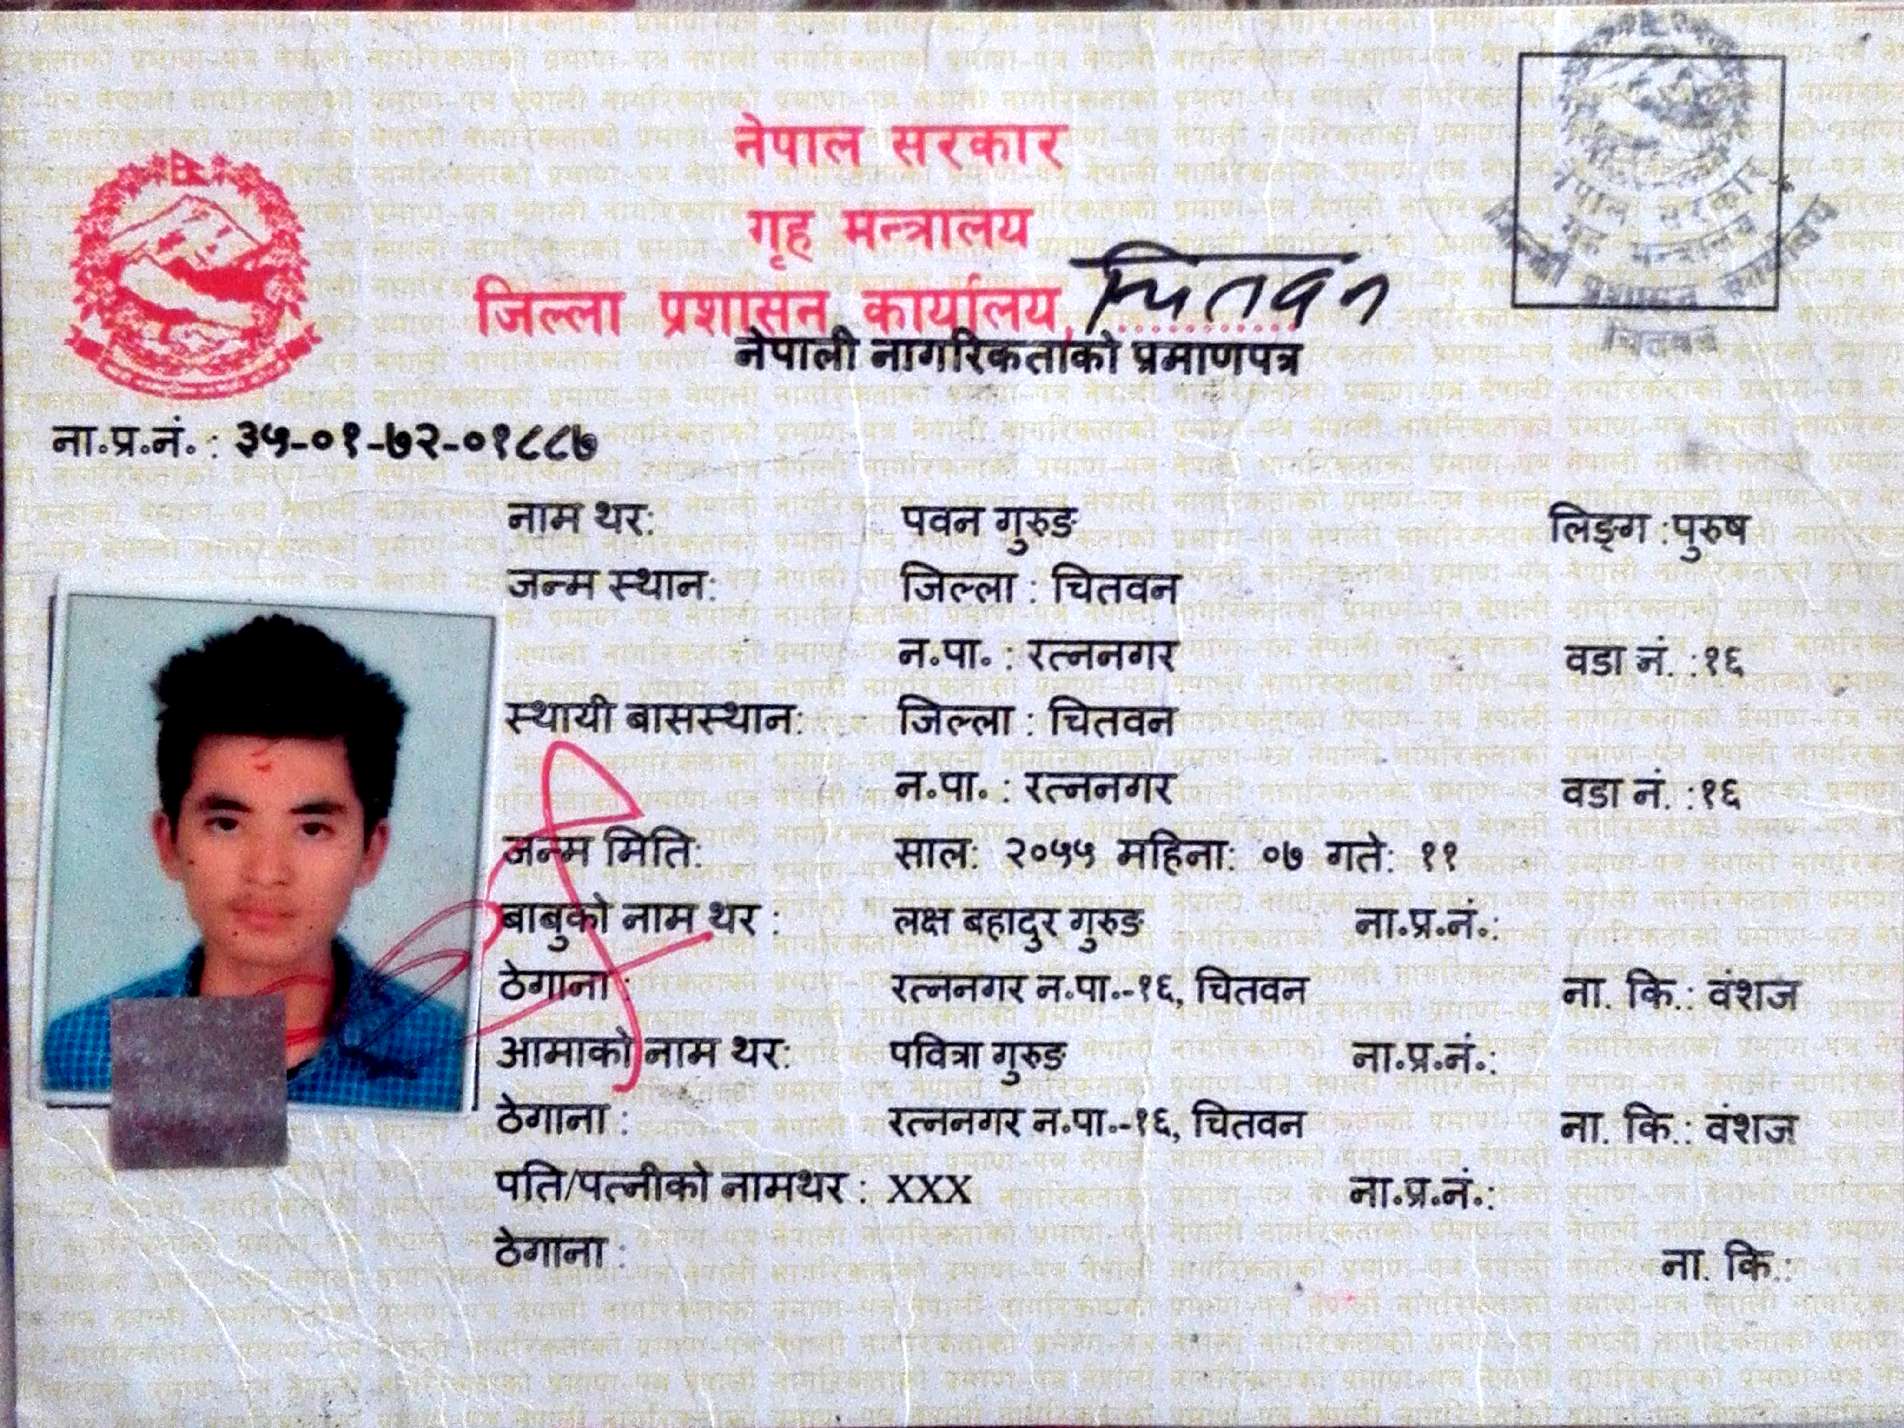 नेपाल सरकार
गृह मन्त्रालय
जिल्ला प्रशासन कार्यालय, चितवन
नेपाली नागरिकताको प्रमाणपत्र
नेपाल सरकार
गृह मन्त्रालय
जिल्ला प्रशासन कार्यालय
चितवन
ना.प्र.नं. : ३५-०१-७२-०१८८७
नाम थर: पवन गुरुङ लिङ्ग :पुरुष
जन्म स्थान: जिल्ला : चितवन
न.पा. : रत्ननगर वडा नं. :१६
स्थायी बासस्थान: जिल्ला : चितवन
न.पा. : रत्ननगर वडा नं. :१६
जन्म मिति: साल: २०५५ महिना: ०७ गते: ११
बाबुको नाम थर : लक्ष बहादुर गुरुङ ना.प्र.नं.:
ठेगाना : रत्ननगर न.पा.-१६, चितवन ना. कि.: वंशज
आमाको नाम थर: पवित्रा गुरुङ ना.प्र.नं.:
ठेगाना : रत्ननगर न.पा.-१६, चितवन ना. कि.: वंशज
पति/पत्नीको नामथर : XXX ना.प्र.नं.:
ठेगाना : ना. कि.: